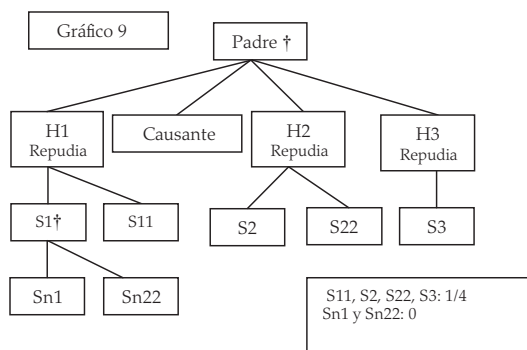 Gráfico 9
Padre †
H1
Repudia
Causante
H2
Repudia
H3
Repudia
S1†
S11
S2
S22
S3
Sn1
Sn22
S11, S2, S22, S3: 1/4
Sn1 y Sn22: 0